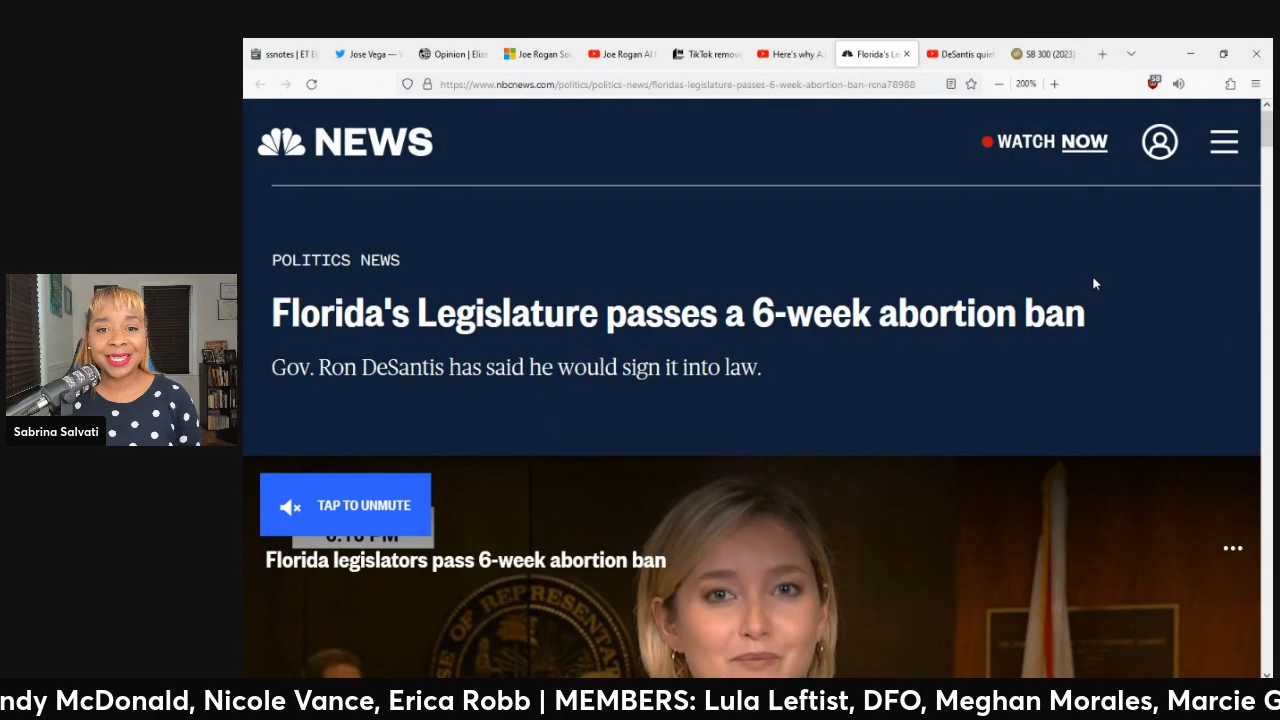 ssnotes | ET E
Jose Vega —
Opinion | Eliz
Joe Rogan So
Joe Rogan AI
TikTok remov
Here's why A
Florida's Le
DeSantis quie
SB 300 (2023)
https://www.nbcnews.com/politics/politics-news/floridas-legislature-passes-6-week-abortion-ban-rcna78988
200%
NEWS
WATCH NOW
POLITICS NEWS
Florida's Legislature passes a 6-week abortion ban
Gov. Ron DeSantis has said he would sign it into law.
Sabrina Salvati
TAP TO UNMUTE
Florida legislators pass 6-week abortion ban
OF REPRESENTATI
ndy McDonald, Nicole Vance, Erica Robb | MEMBERS: Lula Leftist, DFO, Meghan Morales, Marcie G